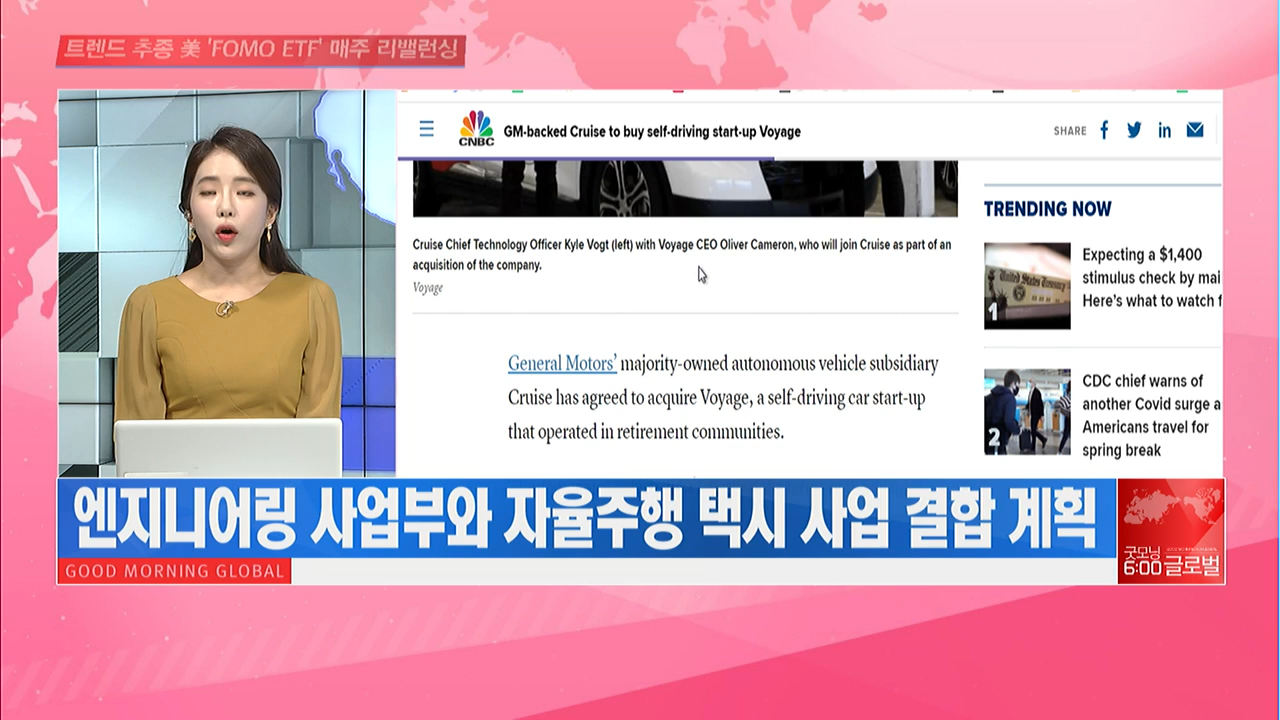 트렌드 추종 美 'FOMO ETF' 매주 리밸런싱
CNBC
GM-backed Cruise to buy self-driving start-up Voyage
SHARE
Cruise Chief Technology Officer Kyle Vogt (left) with Voyage CEO Oliver Cameron, who will join Cruise as part of an
acquisition of the company.
Voyage
General Motors' majority-owned autonomous vehicle subsidiary
Cruise has agreed to acquire Voyage, a self-driving car start-up
that operated in retirement communities.
TRENDING NOW
1
United States Treasury
Expecting a $1,400
stimulus check by mai
Here's what to watch f
2
CDC chief warns of
another Covid surge a
Americans travel for
spring break
엔지니어링 사업부와 자율주행 택시 사업 결합 계획
GOOD MORNING GLOBAL
굿모닝
6:00 글로벌